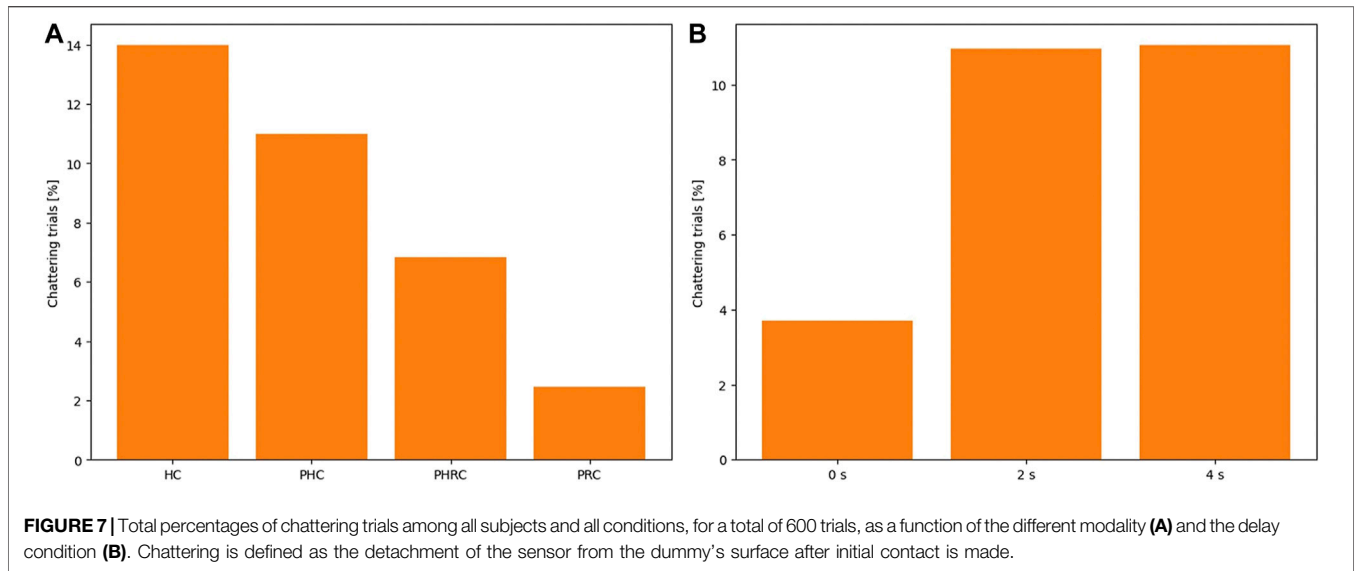 A
Chattering trials [%]
14
12
10
8
6
4
2
0
HC PHC PHRC PRC
B
Chattering trials [%]
10
8
6
4
2
0
0 s 2 s 4 s
FIGURE 7 | Total percentages of chattering trials among all subjects and all conditions, for a total of 600 trials, as a function of the different modality (A) and the delay
condition (B). Chattering is defined as the detachment of the sensor from the dummy’s surface after initial contact is made.